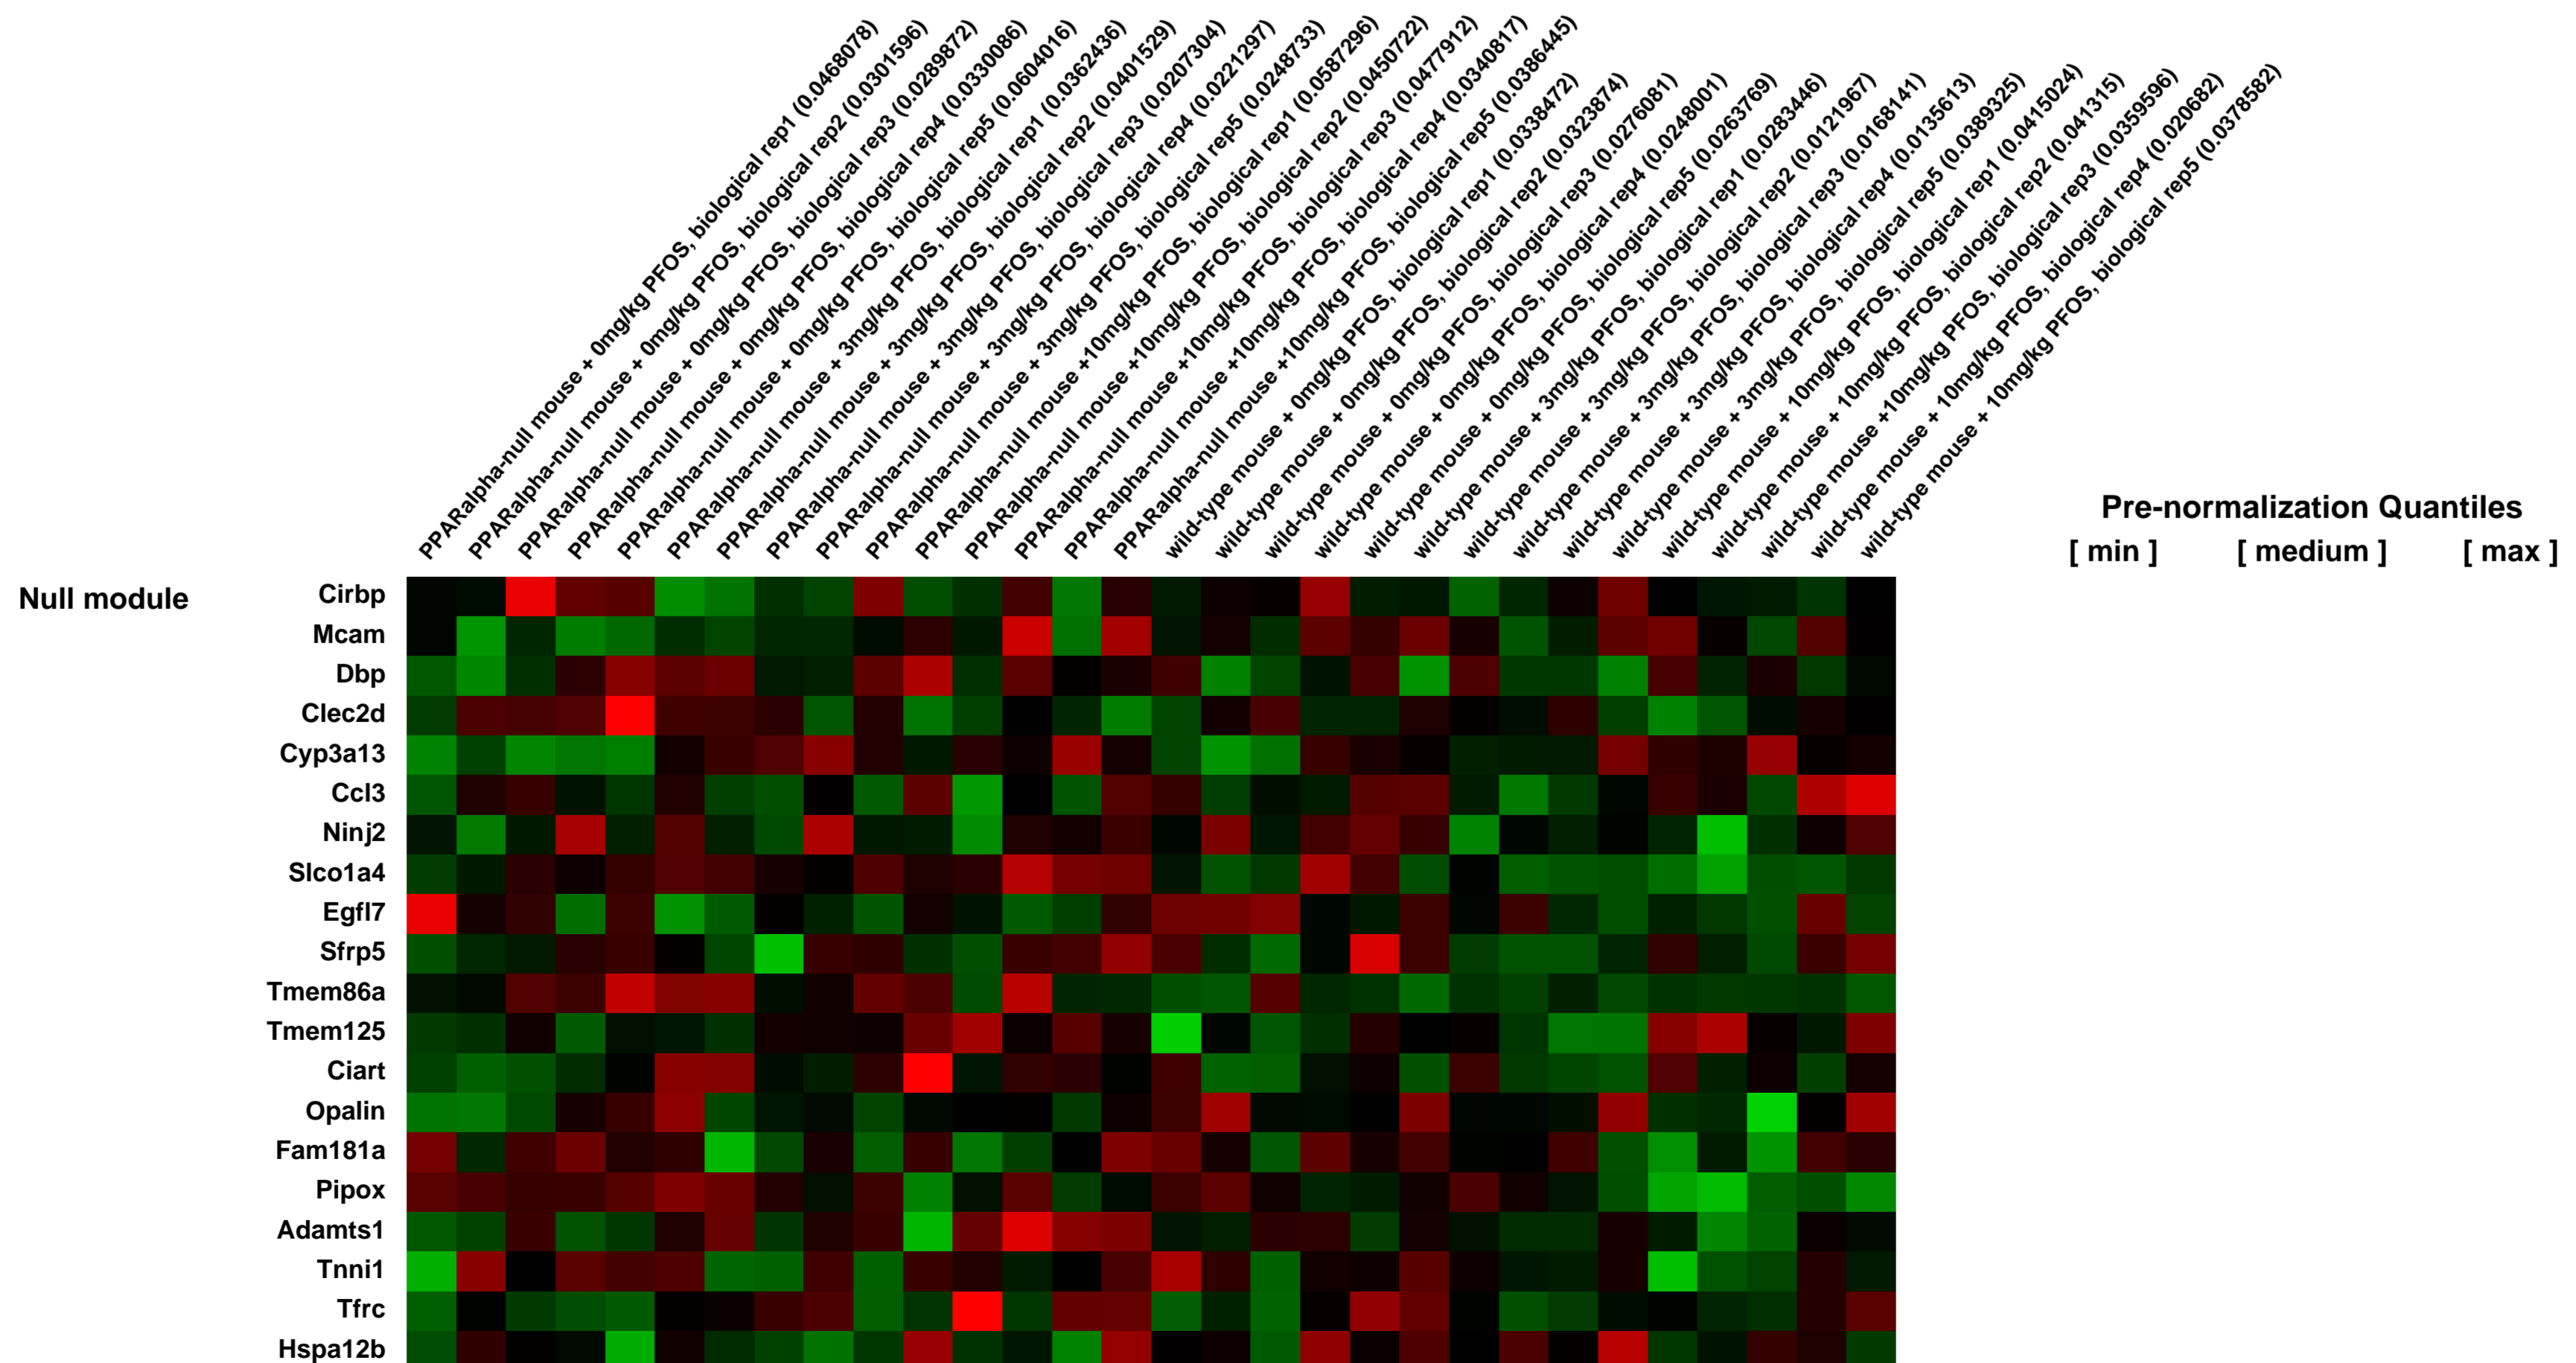 PPARalpha-null mouse + 0mg/kg PFOS, biological rep1 (0.0468078)
PPARalpha-null mouse + 0mg/kg PFOS, biological rep2 (0.0301596)
PPARalpha-null mouse + 0mg/kg PFOS, biological rep3 (0.0289872)
PPARalpha-null mouse + 0mg/kg PFOS, biological rep4 (0.0330086)
PPARalpha-null mouse + 0mg/kg PFOS, biological rep5 (0.0604016)
PPARalpha-null mouse + 3mg/kg PFOS, biological rep1 (0.0362436)
PPARalpha-null mouse + 3mg/kg PFOS, biological rep2 (0.0401529)
PPARalpha-null mouse + 3mg/kg PFOS, biological rep3 (0.0207304)
PPARalpha-null mouse + 3mg/kg PFOS, biological rep4 (0.0221297)
PPARalpha-null mouse + 3mg/kg PFOS, biological rep5 (0.0248733)
PPARalpha-null mouse +10mg/kg PFOS, biological rep1 (0.0587296)
PPARalpha-null mouse +10mg/kg PFOS, biological rep2 (0.0450722)
PPARalpha-null mouse +10mg/kg PFOS, biological rep3 (0.0477912)
PPARalpha-null mouse +10mg/kg PFOS, biological rep4 (0.0340817)
PPARalpha-null mouse +10mg/kg PFOS, biological rep5 (0.0386445)
wild-type mouse + 0mg/kg PFOS, biological rep1 (0.0338472)
wild-type mouse + 0mg/kg PFOS, biological rep2 (0.0323874)
wild-type mouse + 0mg/kg PFOS, biological rep3 (0.0276081)
wild-type mouse + 0mg/kg PFOS, biological rep4 (0.0248001)
wild-type mouse + 0mg/kg PFOS, biological rep5 (0.0263769)
wild-type mouse + 3mg/kg PFOS, biological rep1 (0.0283446)
wild-type mouse + 3mg/kg PFOS, biological rep2 (0.0121967)
wild-type mouse + 3mg/kg PFOS, biological rep3 (0.0168141)
wild-type mouse + 3mg/kg PFOS, biological rep4 (0.0135613)
wild-type mouse + 3mg/kg PFOS, biological rep5 (0.0389325)
wild-type mouse + 10mg/kg PFOS, biological rep1 (0.0415024)
wild-type mouse + 10mg/kg PFOS, biological rep2 (0.041315)
wild-type mouse +10mg/kg PFOS, biological rep3 (0.0359596)
wild-type mouse + 10mg/kg PFOS, biological rep4 (0.020682)
wild-type mouse + 10mg/kg PFOS, biological rep5 (0.0378582)
Pre-normalization Quantiles
[ min ] [ medium ] [ max ]
Null module
Cirbp
Mcam
Dbp
Clec2d
Cyp3a13
Ccl3
Ninj2
Slco1a4
Egfl7
Sfrp5
Tmem86a
Tmem125
Ciart
Opalin
Fam181a
Pipox
Adamts1
Tnni1
Tfrc
Hspa12b